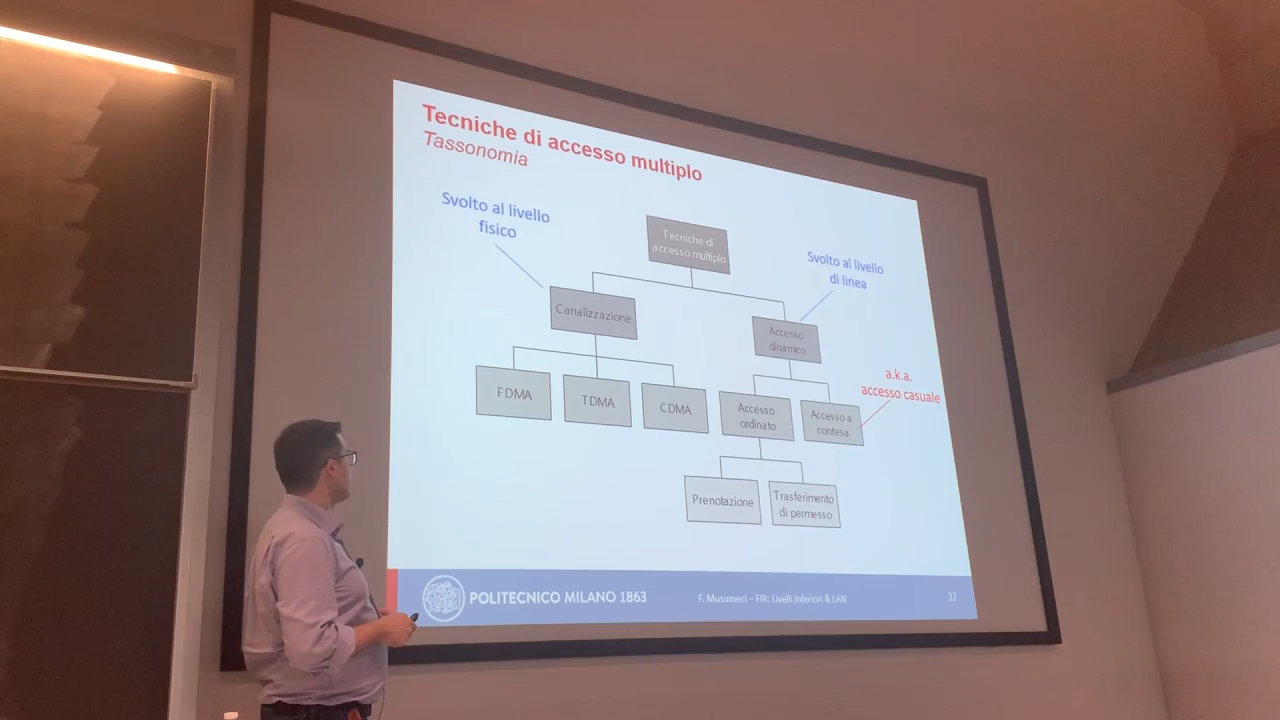 Tecniche di accesso multiplo
Tassonomia
Svolto al livello
fisico
Tecniche di
accesso multiplo
Svolto al livello
di linea
Canalizzazione
Accesso
dinamico
a.k.a.
accesso casuale
FDMA
TDMA
CDMA
Accesso
ordinato
Accesso a
contesa
Prenotazione
Trasferimento
di permesso
POLITECNICO MILANO 1863
F. Musumeci – FIR: Livelli inferiori & LAN
22